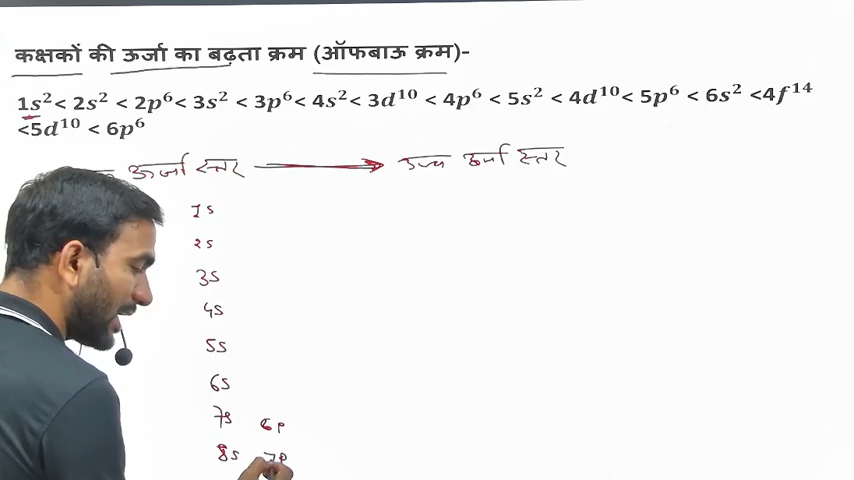 कक्षकों की ऊर्जा का बढ़ता क्रम (ऑफबाऊ क्रम)-
1s² < 2s² < 2p⁶ < 3s² < 3p⁶ < 4s² < 3d¹⁰ < 4p⁶ < 5s² < 4d¹⁰ < 5p⁶ < 6s² <4f¹⁴
<5d¹⁰ < 6p⁶
ऊर्जा स्तर → उच्च ऊर्जा स्तर
1s
2s
3s
4s
5s
6s
7s 6p
8s 7p